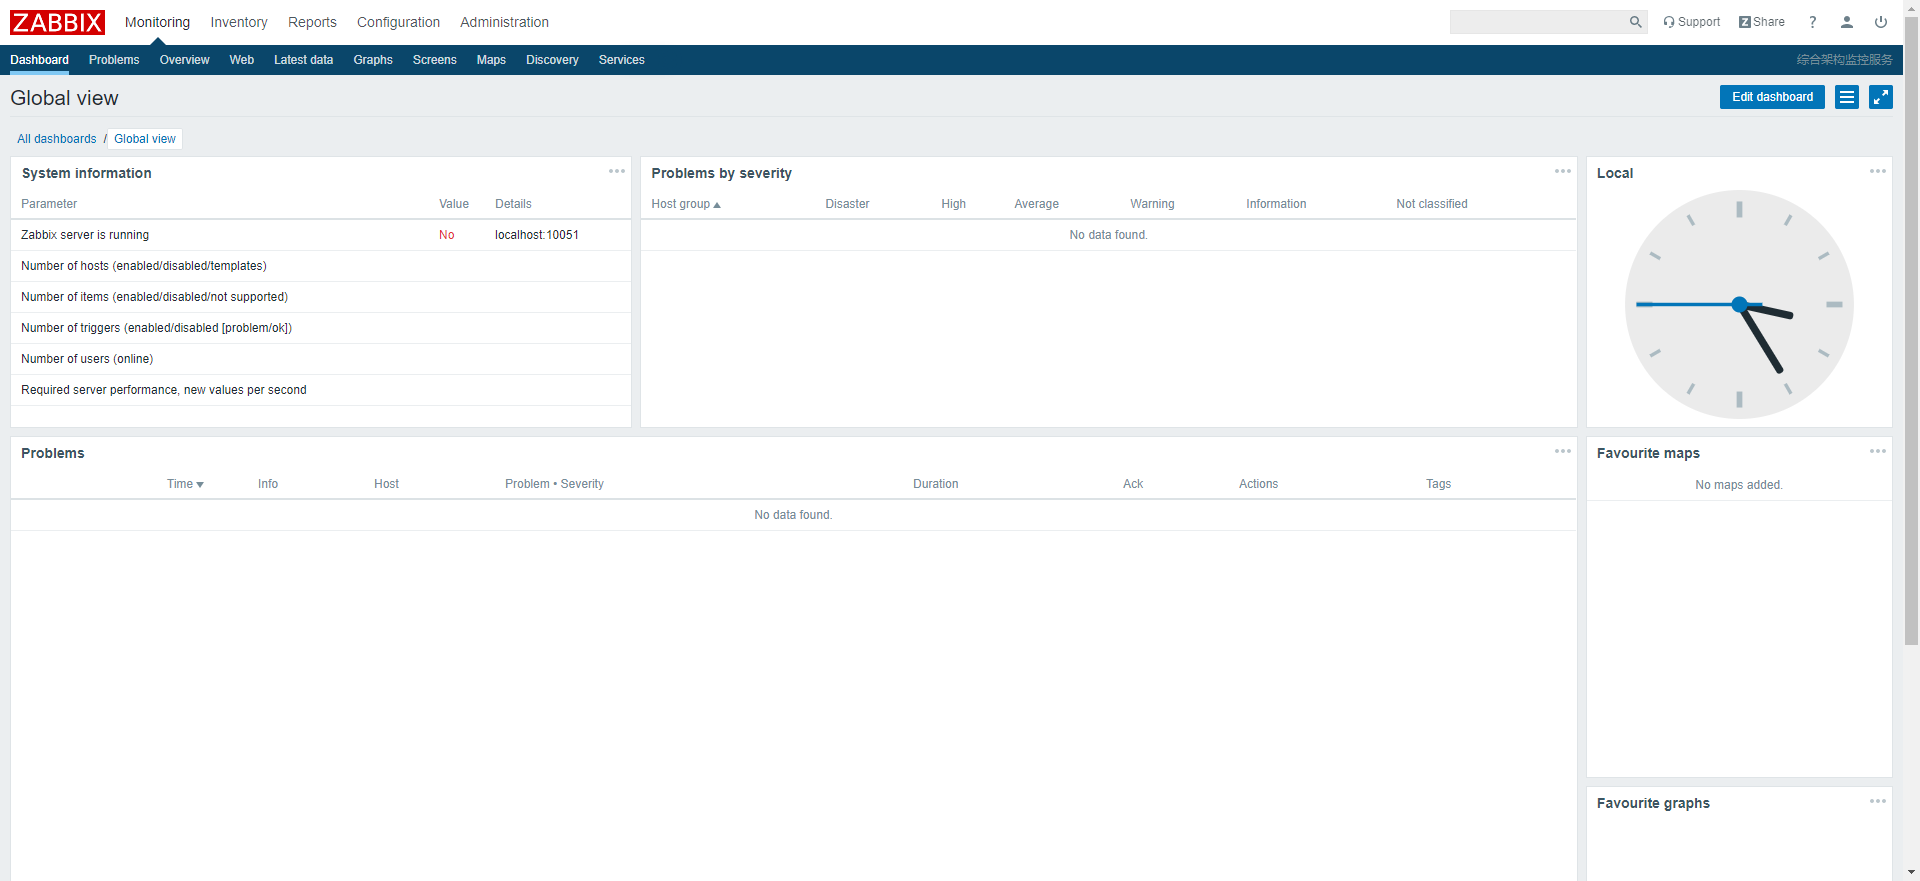 ZABBIX Monitoring Inventory Reports Configuration Administration Support Z Share ?
Dashboard Problems Overview Web Latest data Graphs Screens Maps Discovery Services 综合架构监控服务
Global view Edit dashboard
All dashboards / Global view
System information
Parameter Value Details
Zabbix server is running No localhost:10051
Number of hosts (enabled/disabled/templates)
Number of items (enabled/disabled/not supported)
Number of triggers (enabled/disabled [problem/ok])
Number of users (online)
Required server performance, new values per second
Problems by severity
Host group ▲ Disaster High Average Warning Information Not classified
No data found.
Local
Problems
Time ▼ Info Host Problem • Severity Duration Ack Actions Tags
No data found.
Favourite maps
No maps added.
Favourite graphs